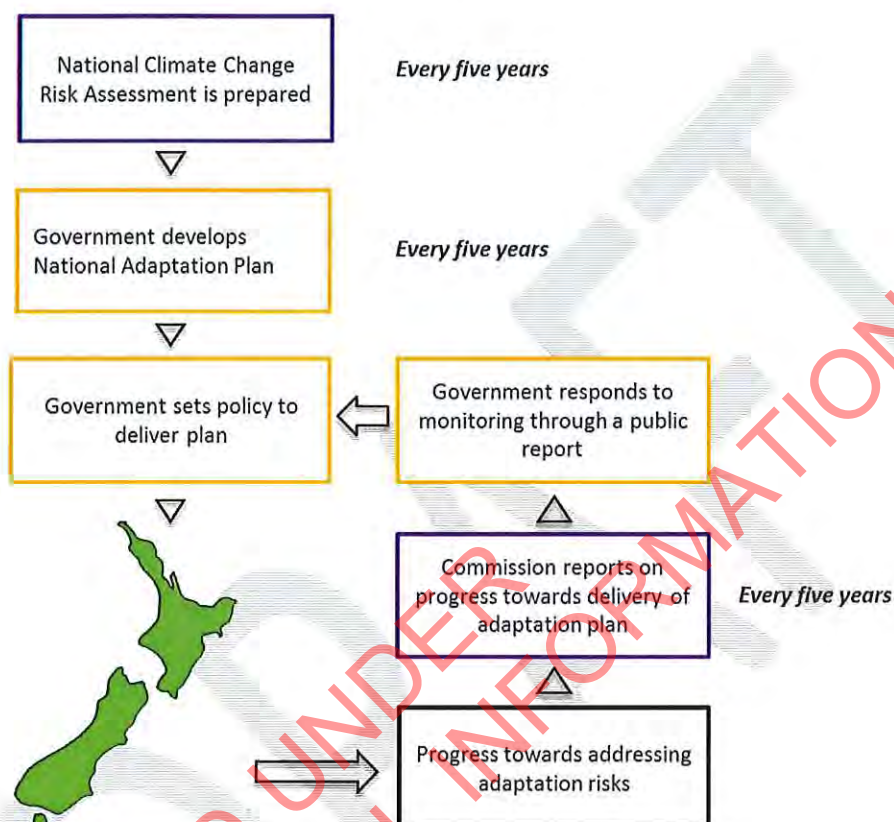 National Climate Change
Risk Assessment is prepared
Every five years
Government develops
National Adaptation Plan
Every five years
Government sets policy to
deliver plan
Government responds to
monitoring through a public
report
Commission reports on
progress towards delivery of
adaptation plan
Every five years
Progress towards addressing
adaptation risks
UNDER
INFORMATION